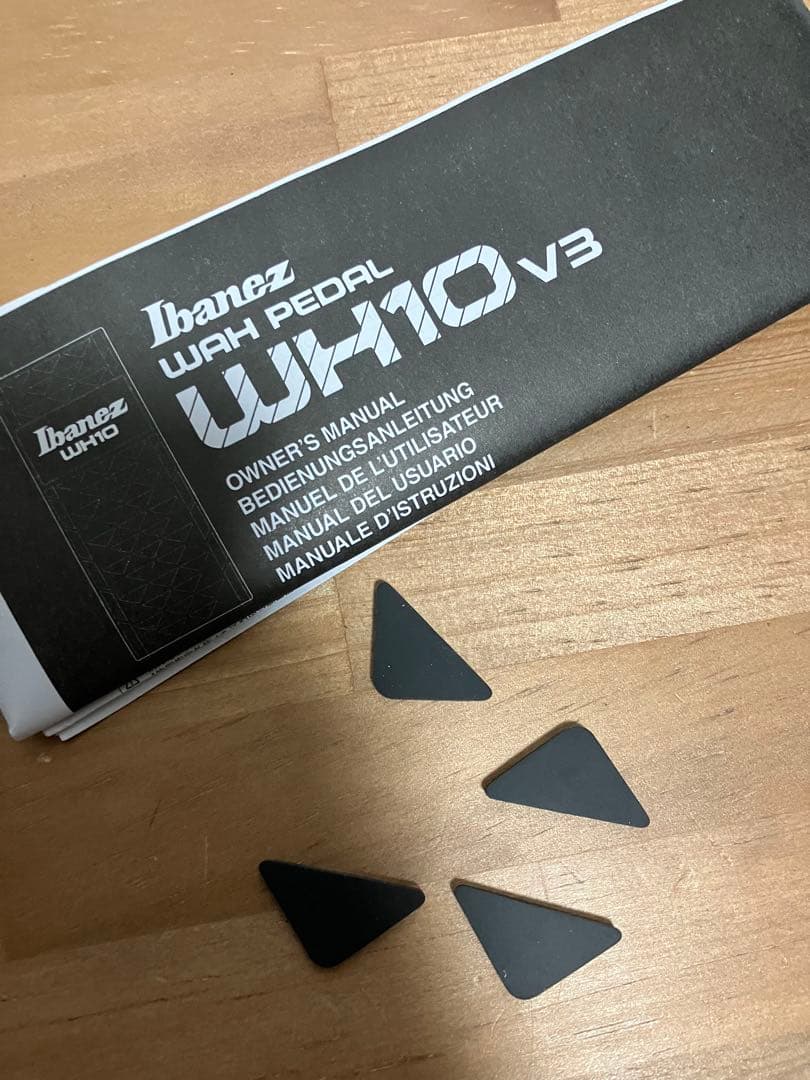 Ibanez
WAH PEDAL
WH10 V3
OWNER'S MANUAL
BEDIENUNGSANLEITUNG
MANUEL DE L'UTILISATEUR
MANUAL DEL USUARIO
MANUALE D'ISTRUZIONI
Ibanez
WH10